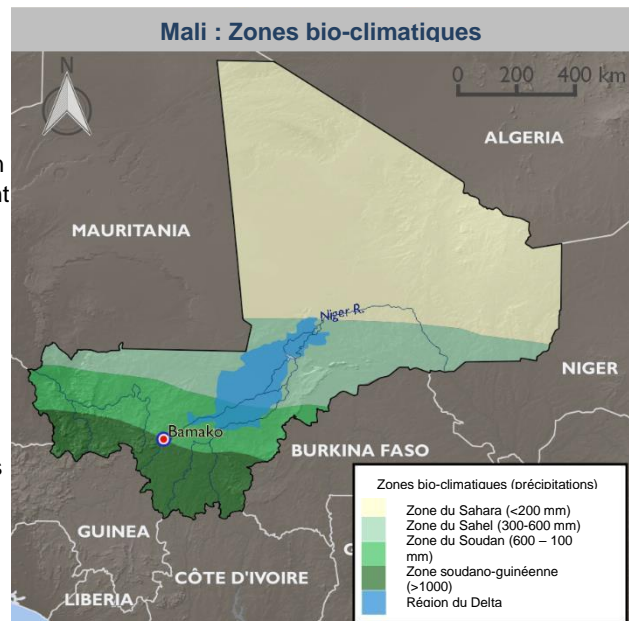 Mali : Zones bio-climatiques
N
0 200 400 km
ALGERIA
n
nt
MAURITANIA
Niger R.
NIGER
Bamako
BURKINA FASO
s
Zones bio-climatiques (précipitations)
Zone du Sahara (<200 mm)
Zone du Sahel (300-600 mm)
Zone du Soudan (600 – 100
mm)
Zone soudano-guinéenne
(>1000)
Région du Delta
GUINEA
G
CÔTE D'IVOIRE
LIBERIA